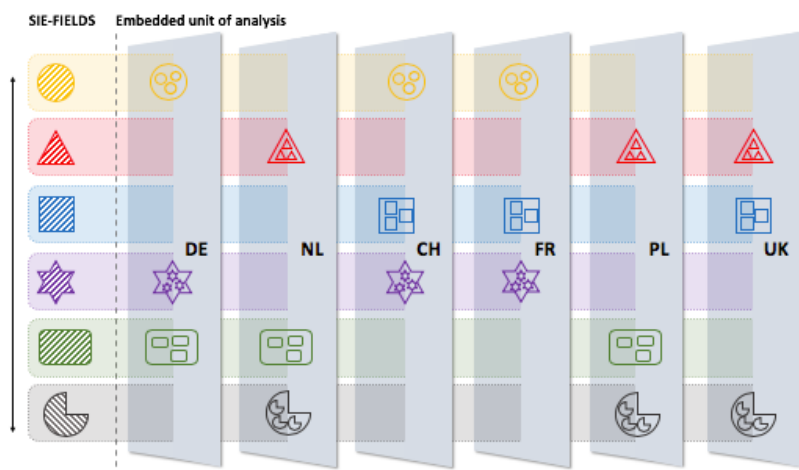 SIE-FIELDS Embedded unit of analysis
DE NL CH FR PL UK